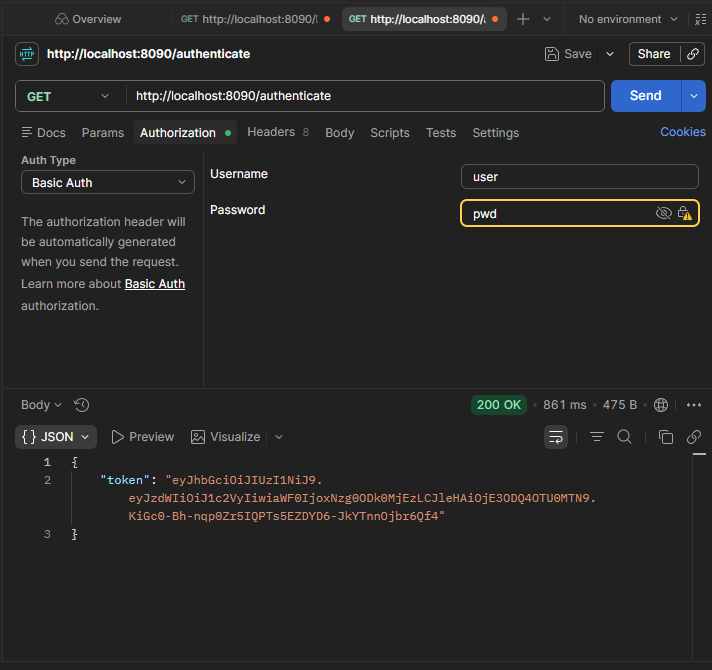 Overview
GET http://localhost:8090/
GET http://localhost:8090/a
No environment
HTTP http://localhost:8090/authenticate
Save
Share
GET http://localhost:8090/authenticate
Send
Docs Params Authorization Headers 8 Body Scripts Tests Settings
Cookies
Auth Type
Basic Auth
The authorization header will
be automatically generated
when you send the request.
Learn more about Basic Auth
authorization.
Username
user
Password
pwd
Body
200 OK • 861 ms • 475 B
{} JSON Preview Visualize
1 {
2 "token": "eyJhbGciOiJIUzI1NiJ9.
eyJzdWIiOiJ1c2VyIiwiaWF0IjoxNzg0ODk0MjEzLCJleHAiOjE3ODQ4OTU0MTN9.
KiGc0-Bh-nqp0Zr5IQPTs5EZDYD6-JkYTnnOjbr6Qf4"
3 }